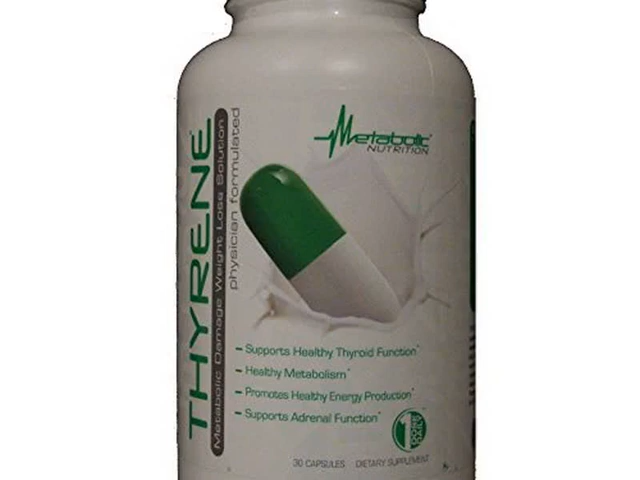 THYRENE
Metabolic Damage Weight Loss Solution
physician formulated
Metabolic
NUTRITION
– Supports Healthy Thyroid Function*
– Healthy Metabolism*
– Promotes Healthy Energy Production*
– Supports Adrenal Function*
1
30 CAPSULES DIETARY SUPPLEMENT